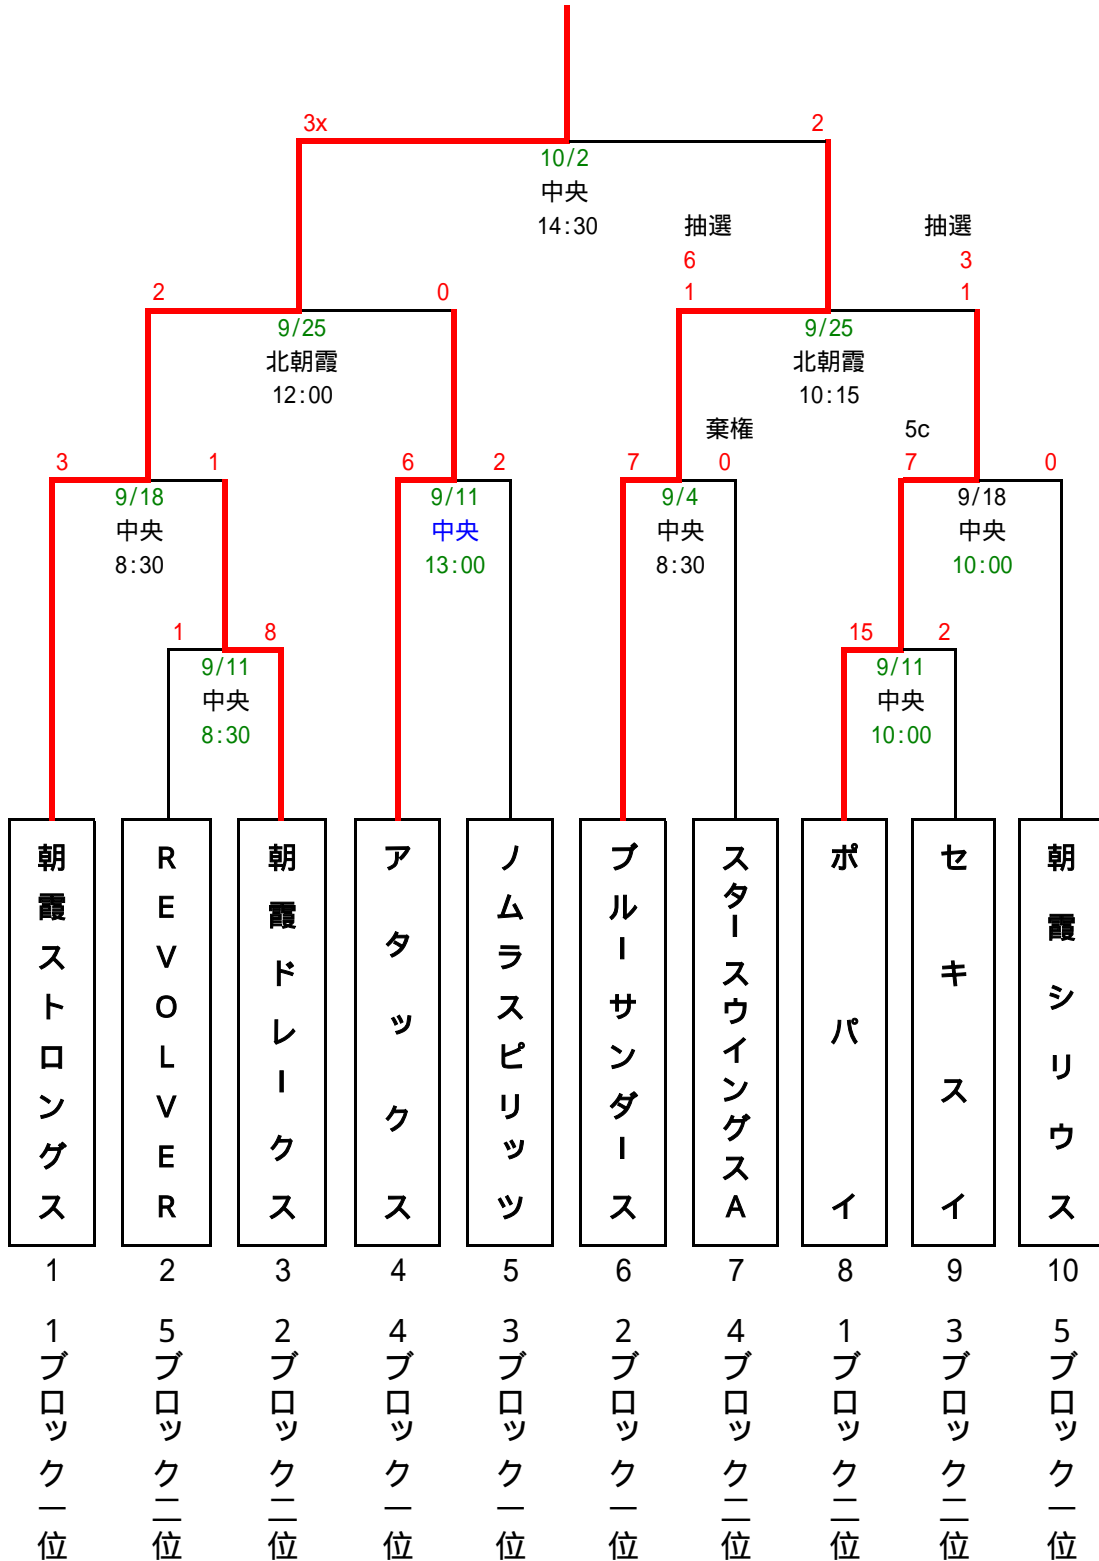 3x 2
10/2
中央
14:30
抽選 抽選
6 3
2 0 1 1
9/25 9/25
北朝霞 北朝霞
12:00 10:15
棄権 5c
3 1 6 2 7 0 7 0
9/18 9/11 9/4 9/18
中央 中央 中央 中央
8:30 13:00 8:30 10:00
1 8 15 2
9/11 9/11
中央 中央
8:30 10:00
朝霞ストロングス
REVOLVER
朝霞ドレークス
アタックス
ノムラスピリッツ
ブルーサンダース
スタースウイングスA
ポパイ
セキスイ
朝霞シリウス
1 2 3 4 5 6 7 8 9 10
1ブロック一位
5ブロック二位
2ブロック二位
4ブロック一位
3ブロック一位
2ブロック一位
4ブロック二位
1ブロック二位
3ブロック二位
5ブロック一位